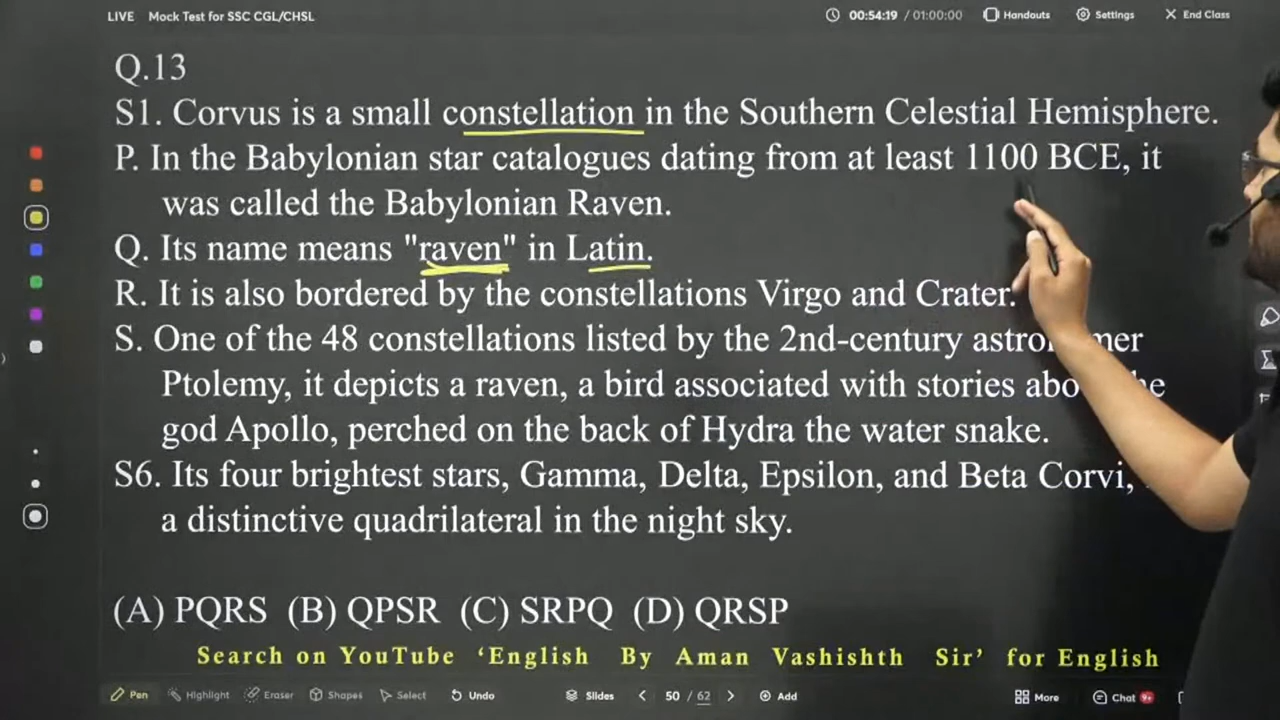 LIVE Mock Test for SSC CGL/CHSL 00:54:19 / 01:00:00 Handouts Settings End Class
Q.13
S1. Corvus is a small constellation in the Southern Celestial Hemisphere.
P. In the Babylonian star catalogues dating from at least 1100 BCE, it
was called the Babylonian Raven.
Q. Its name means "raven" in Latin.
R. It is also bordered by the constellations Virgo and Crater.
S. One of the 48 constellations listed by the 2nd-century
Ptolemy, it depicts a raven, a bird associated with stories
god Apollo, perched on the back of Hydra the water snake.
S6. Its four brightest stars, Gamma, Delta, Epsilon, and Beta Corvi,
a distinctive quadrilateral in the night sky.
(A) PQRS (B) QPSR (C) SRPQ (D) QRSP
Search on YouTube ‘English By Aman Vashishth Sir’ for English
Pen Highlight Eraser Shapes Select Undo Slides 50 / 62 Add More Chat 9+